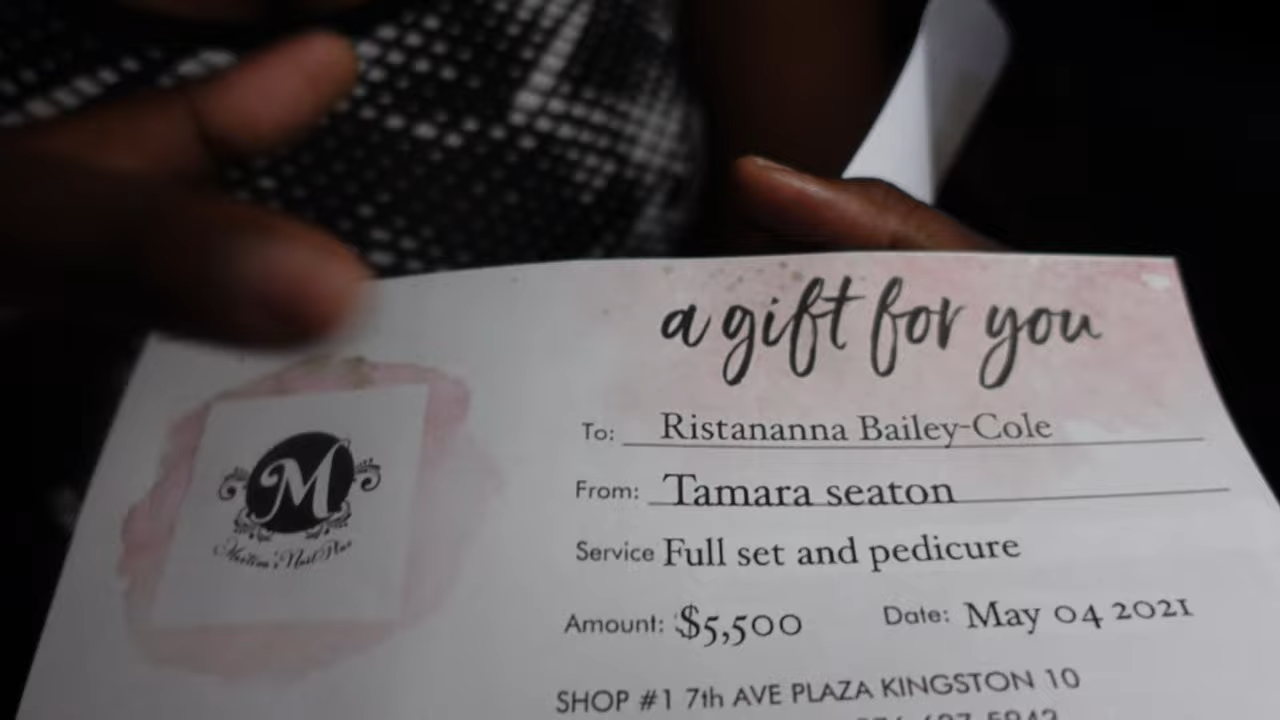 a gift for you
To: Ristananna Bailey-Cole
From: Tamara seaton
Service Full set and pedicure
Amount: $5,500 Date: May 04 2021
M
SHOP #1 7th AVE PLAZA KINGSTON 10